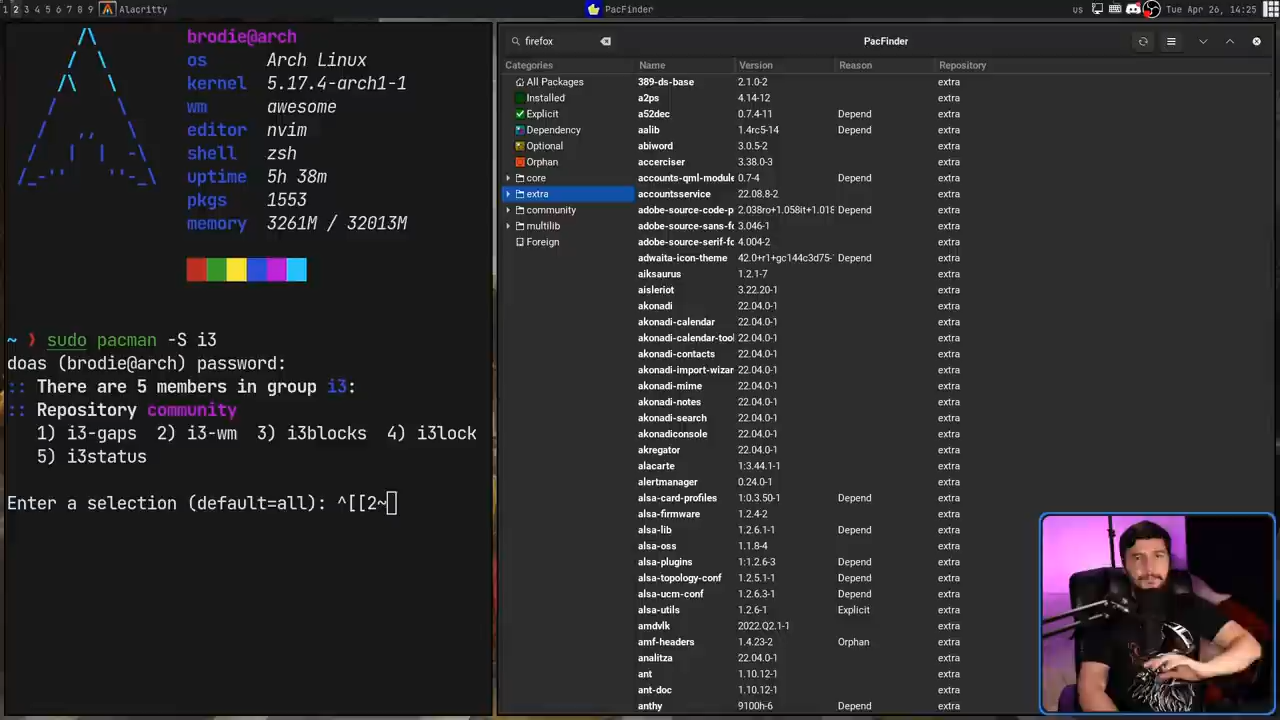 1 2 3 4 5 6 7 8 9 Alacritty PacFinder us Tue Apr 26, 14:25
brodie@arch
os Arch Linux
kernel 5.17.4-arch1-1
wm awesome
editor nvim
shell zsh
uptime 5h 38m
pkgs 1553
memory 3261M / 32013M
~ ❯ sudo pacman -S i3
doas (brodie@arch) password:
:: There are 5 members in group i3:
:: Repository community
1) i3-gaps 2) i3-wm 3) i3blocks 4) i3lock
5) i3status
Enter a selection (default=all): ^[[2~
firefox PacFinder
Categories
All Packages
Installed
Explicit
Dependency
Optional
Orphan
core
extra
community
multilib
Foreign
Name Version Reason Repository
389-ds-base 2.1.0-2 extra
a2ps 4.14-12 extra
a52dec 0.7.4-11 Depend extra
aalib 1.4rc5-14 Depend extra
abiword 3.0.5-2 extra
accerciser 3.38.0-3 extra
accounts-qml-module 0.7-4 Depend extra
accountsservice 22.08.8-2 extra
adobe-source-code-p 2.038ro+1.058it+1.018 Depend extra
adobe-source-sans-fo 3.046-1 extra
adobe-source-serif-fo 4.004-2 extra
adwaita-icon-theme 42.0+r1+gc144c3d75- Depend extra
aiksaurus 1.2.1-7 extra
aisleriot 3.22.20-1 extra
akonadi 22.04.0-1 extra
akonadi-calendar 22.04.0-1 extra
akonadi-calendar-tool 22.04.0-1 extra
akonadi-contacts 22.04.0-1 extra
akonadi-import-wizar 22.04.0-1 extra
akonadi-mime 22.04.0-1 extra
akonadi-notes 22.04.0-1 extra
akonadi-search 22.04.0-1 extra
akonadiconsole 22.04.0-1 extra
akregator 22.04.0-1 extra
alacarte 1:3.44.1-1 extra
alertmanager 0.24.0-1 extra
alsa-card-profiles 1:0.3.50-1 Depend extra
alsa-firmware 1.2.4-2 extra
alsa-lib 1.2.6.1-1 Depend extra
alsa-oss 1.1.8-4 extra
alsa-plugins 1:1.2.6-3 Depend extra
alsa-topology-conf 1.2.5.1-1 Depend extra
alsa-ucm-conf 1.2.6.3-1 Depend extra
alsa-utils 1.2.6-1 Explicit extra
amdvlk 2022.Q2.1-1 extra
amf-headers 1.4.23-2 Orphan extra
analitza 22.04.0-1 extra
ant 1.10.12-1 extra
ant-doc 1.10.12-1 extra
anthy 9100h-6 Depend extra